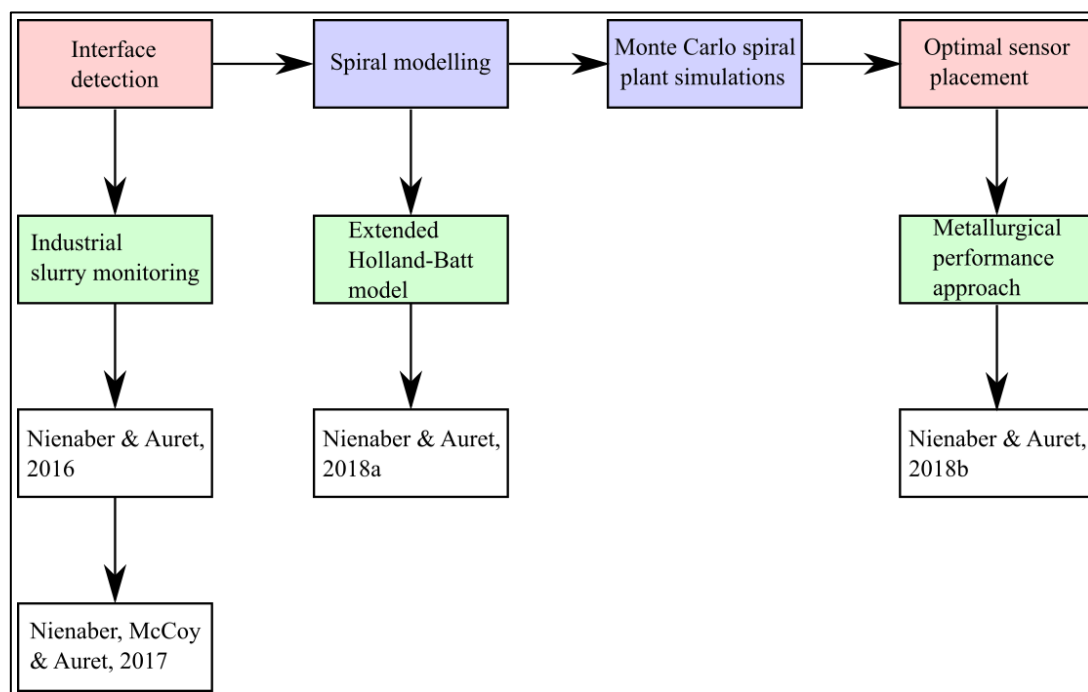 Interface
detection
Spiral modelling
Monte Carlo spiral
plant simulations
Optimal sensor
placement
Industrial
slurry monitoring
Extended
Holland-Batt
model
Metallurgical
performance
approach
Nienaber & Auret,
2016
Nienaber & Auret,
2018a
Nienaber & Auret,
2018b
Nienaber, McCoy
& Auret, 2017